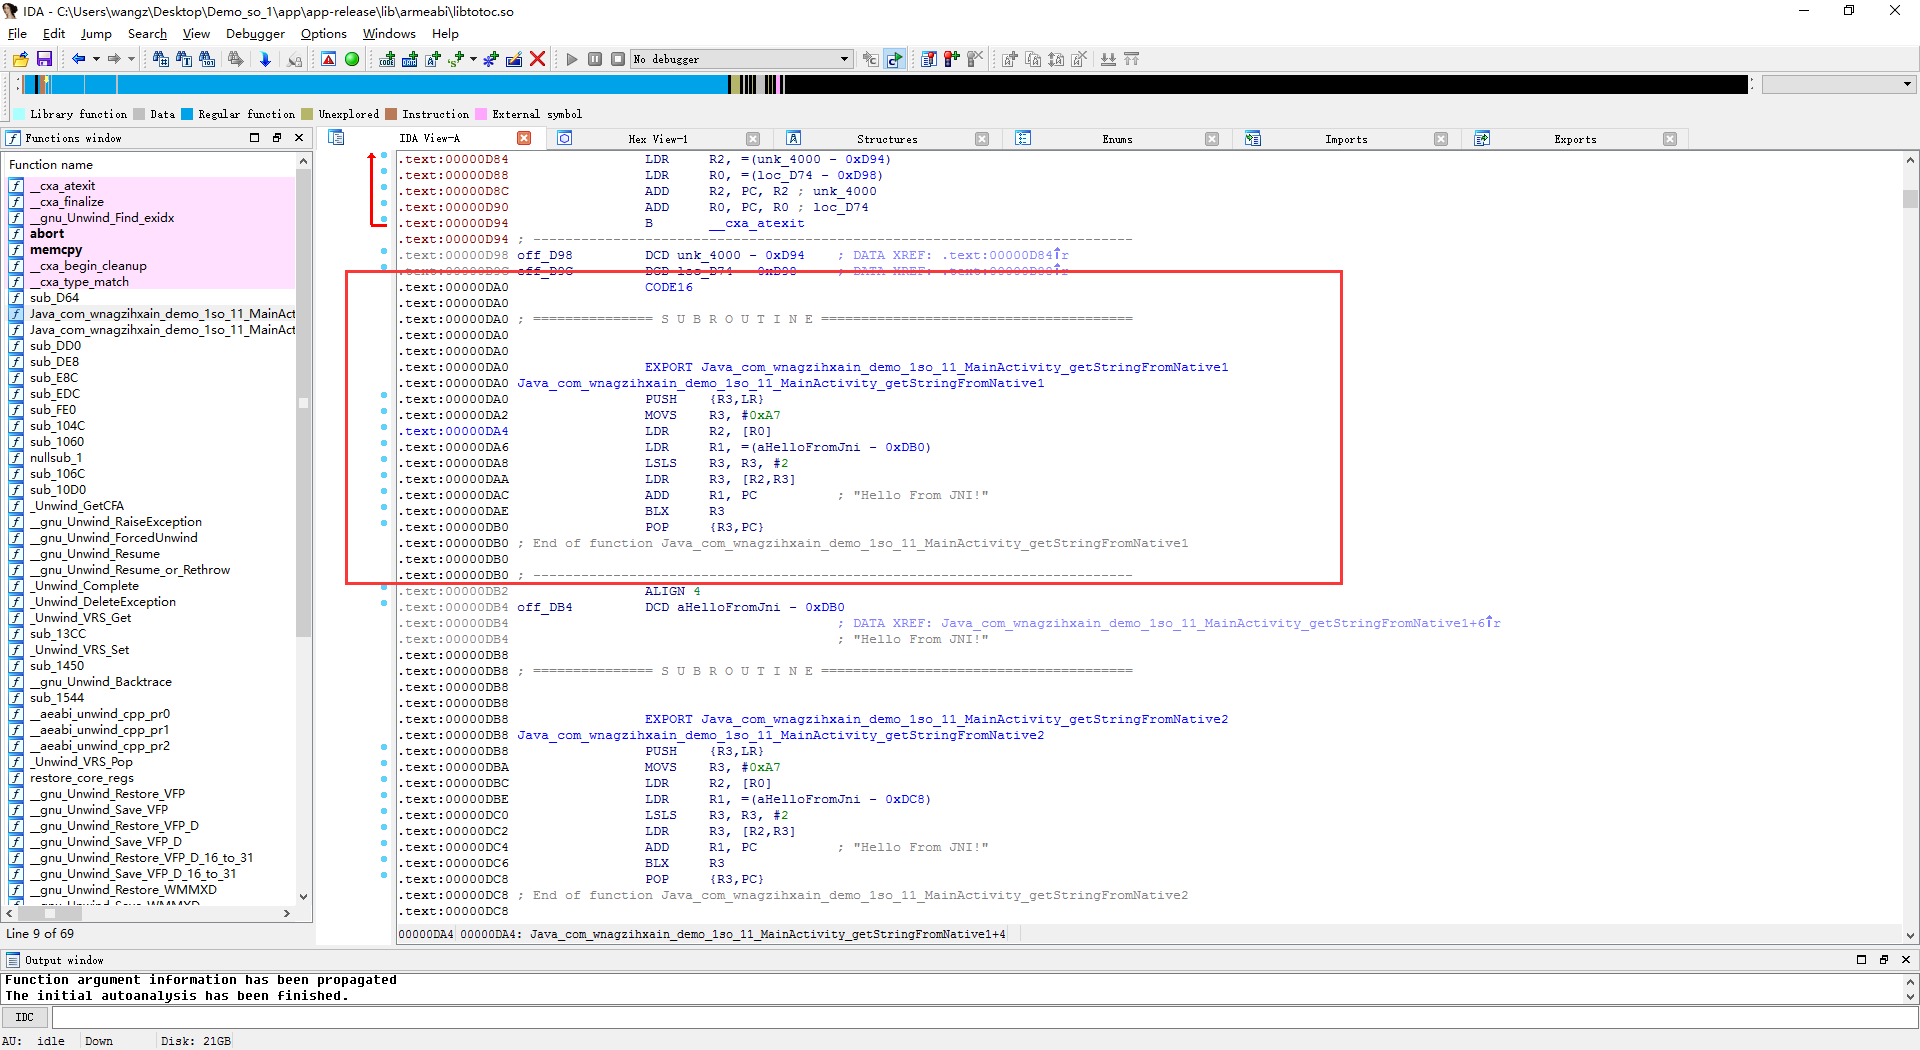 IDA - C:\Users\wangz\Desktop\Demo_so_1\app\app-release\lib\armeabi\libtotoc.so
File Edit Jump Search View Debugger Options Windows Help
No debugger
Library function Data Regular function Unexplored Instruction External symbol
Functions window
IDA View-A Hex View-1 Structures Enums Imports Exports
Function name
__cxa_atexit
__cxa_finalize
__gnu_Unwind_Find_exidx
abort
memcpy
__cxa_begin_cleanup
__cxa_type_match
sub_D64
Java_com_wnagzihxain_demo_1so_11_MainAct
Java_com_wnagzihxain_demo_1so_11_MainAct
sub_DD0
sub_DE8
sub_E8C
sub_EDC
sub_FE0
sub_104C
sub_1060
nullsub_1
sub_106C
sub_10D0
_Unwind_GetCFA
__gnu_Unwind_RaiseException
__gnu_Unwind_ForcedUnwind
__gnu_Unwind_Resume
__gnu_Unwind_Resume_or_Rethrow
_Unwind_Complete
_Unwind_DeleteException
_Unwind_VRS_Get
sub_13CC
_Unwind_VRS_Set
sub_1450
__gnu_Unwind_Backtrace
sub_1544
__aeabi_unwind_cpp_pr0
__aeabi_unwind_cpp_pr1
__aeabi_unwind_cpp_pr2
_Unwind_VRS_Pop
restore_core_regs
__gnu_Unwind_Restore_VFP
__gnu_Unwind_Save_VFP
__gnu_Unwind_Restore_VFP_D
__gnu_Unwind_Save_VFP_D
__gnu_Unwind_Restore_VFP_D_16_to_31
__gnu_Unwind_Save_VFP_D_16_to_31
__gnu_Unwind_Restore_WMMXD
__gnu_Unwind_Save_WMMXD
Line 9 of 69
.text:00000D84 LDR R2, =(unk_4000 - 0xD94)
.text:00000D88 LDR R0, =(loc_D74 - 0xD98)
.text:00000D8C ADD R2, PC, R2 ; unk_4000
.text:00000D90 ADD R0, PC, R0 ; loc_D74
.text:00000D94 B __cxa_atexit
.text:00000D94 ; ---------------------------------------------------------------------------
.text:00000D98 off_D98 DCD unk_4000 - 0xD94 ; DATA XREF: .text:00000D84↑r
.text:00000D9C off_D9C DCD loc_D74 - 0xD98 ; DATA XREF: .text:00000D88↑r
.text:00000DA0 CODE16
.text:00000DA0
.text:00000DA0 ; =============== S U B R O U T I N E =======================================
.text:00000DA0
.text:00000DA0
.text:00000DA0 EXPORT Java_com_wnagzihxain_demo_1so_11_MainActivity_getStringFromNative1
.text:00000DA0 Java_com_wnagzihxain_demo_1so_11_MainActivity_getStringFromNative1
.text:00000DA0 PUSH {R3,LR}
.text:00000DA2 MOVS R3, #0xA7
.text:00000DA4 LDR R2, [R0]
.text:00000DA6 LDR R1, =(aHelloFromJni - 0xDB0)
.text:00000DA8 LSLS R3, R3, #2
.text:00000DAA LDR R3, [R2,R3]
.text:00000DAC ADD R1, PC ; "Hello From JNI!"
.text:00000DAE BLX R3
.text:00000DB0 POP {R3,PC}
.text:00000DB0 ; End of function Java_com_wnagzihxain_demo_1so_11_MainActivity_getStringFromNative1
.text:00000DB0
.text:00000DB0 ; ---------------------------------------------------------------------------
.text:00000DB2 ALIGN 4
.text:00000DB4 off_DB4 DCD aHelloFromJni - 0xDB0
.text:00000DB4 ; DATA XREF: Java_com_wnagzihxain_demo_1so_11_MainActivity_getStringFromNative1+6↑r
.text:00000DB4 ; "Hello From JNI!"
.text:00000DB8
.text:00000DB8 ; =============== S U B R O U T I N E =======================================
.text:00000DB8
.text:00000DB8
.text:00000DB8 EXPORT Java_com_wnagzihxain_demo_1so_11_MainActivity_getStringFromNative2
.text:00000DB8 Java_com_wnagzihxain_demo_1so_11_MainActivity_getStringFromNative2
.text:00000DB8 PUSH {R3,LR}
.text:00000DBA MOVS R3, #0xA7
.text:00000DBC LDR R2, [R0]
.text:00000DBE LDR R1, =(aHelloFromJni - 0xDC8)
.text:00000DC0 LSLS R3, R3, #2
.text:00000DC2 LDR R3, [R2,R3]
.text:00000DC4 ADD R1, PC ; "Hello From JNI!"
.text:00000DC6 BLX R3
.text:00000DC8 POP {R3,PC}
.text:00000DC8 ; End of function Java_com_wnagzihxain_demo_1so_11_MainActivity_getStringFromNative2
.text:00000DC8
00000DA4 00000DA4: Java_com_wnagzihxain_demo_1so_11_MainActivity_getStringFromNative1+4
Output window
Function argument information has been propagated
The initial autoanalysis has been finished.
IDC
AU: idle Down Disk: 21GB